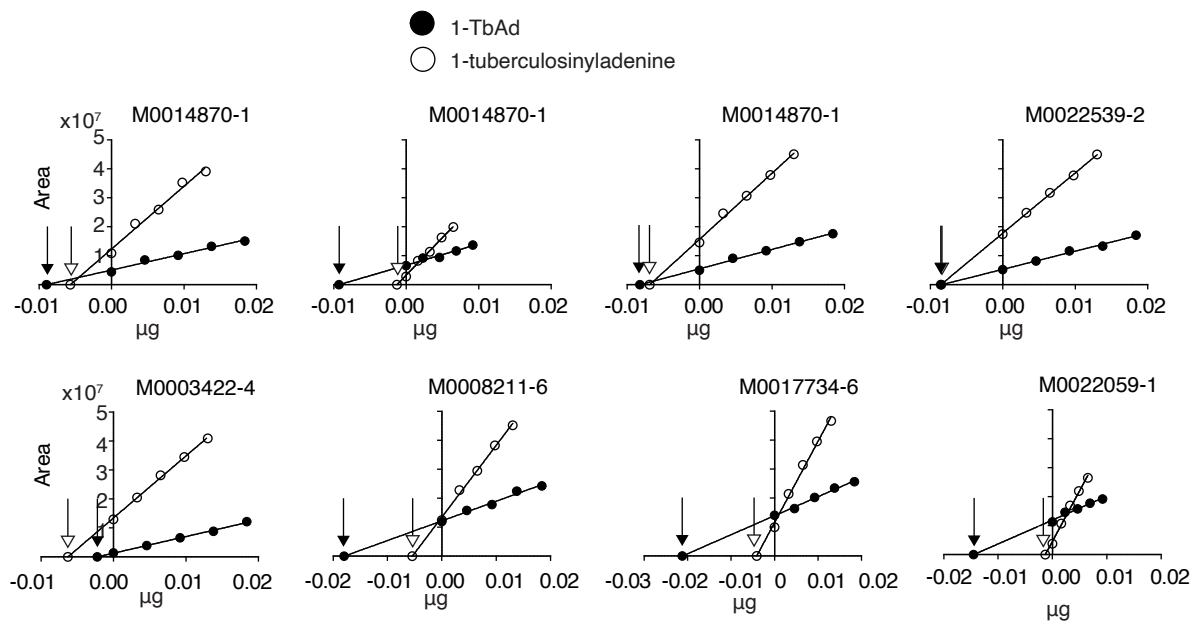 1-TbAd
1-tuberculosinyladenine
M0014870-1 M0014870-1 M0014870-1 M0022539-2
x10⁷
5
4
3
2
1
Area
-0.01 0.00 0.01 0.02 -0.01 0.00 0.01 0.02 -0.01 0.00 0.01 0.02 -0.01 0.00 0.01 0.02
µg µg µg µg
M0003422-4 M0008211-6 M0017734-6 M0022059-1
x10⁷
5
4
3
2
1
Area
-0.01 0.00 0.01 0.02 -0.02 -0.01 0 0.01 0.02 -0.03 -0.02 -0.01 0 0.01 0.02 -0.02 -0.01 0.00 0.01 0.02
µg µg µg µg